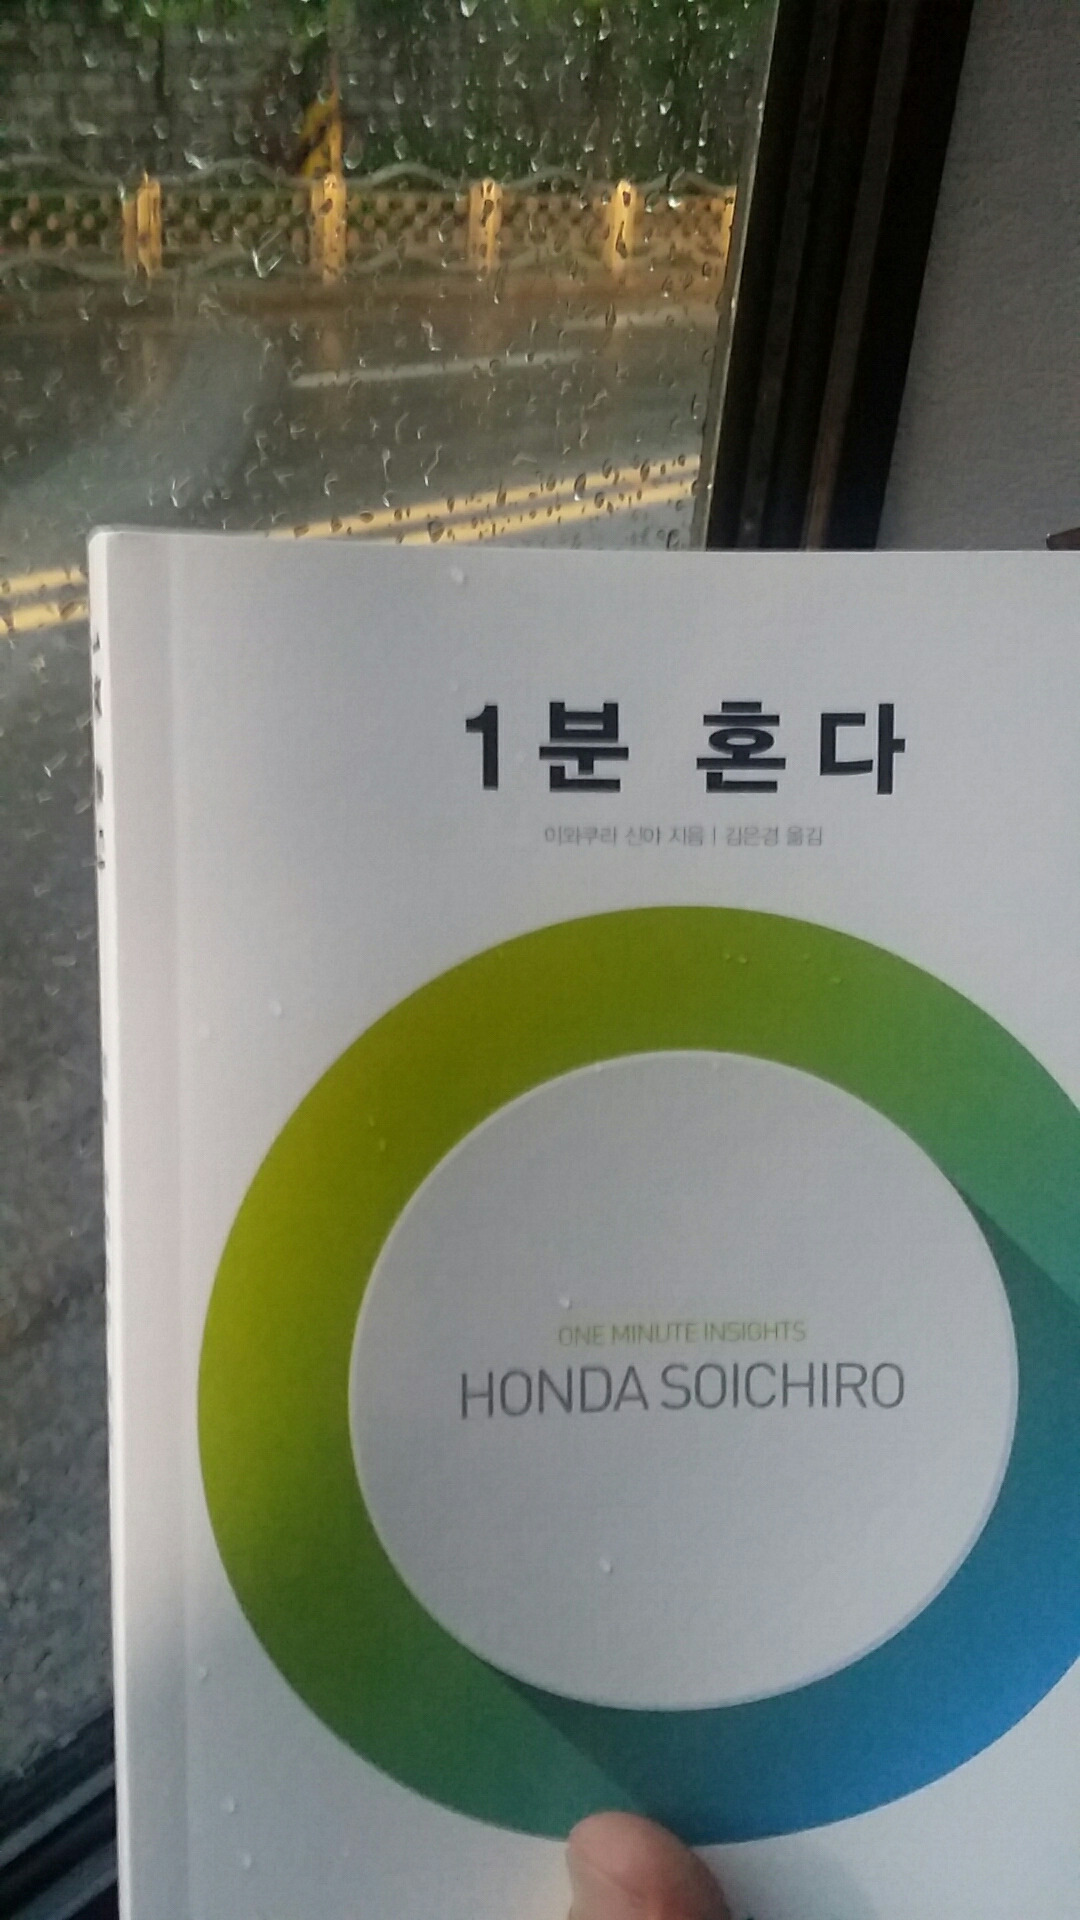 1분 혼다
이와쿠라 신야 지음 | 김은경 옮김
ONE MINUTE INSIGHTS
HONDA SOICHIRO